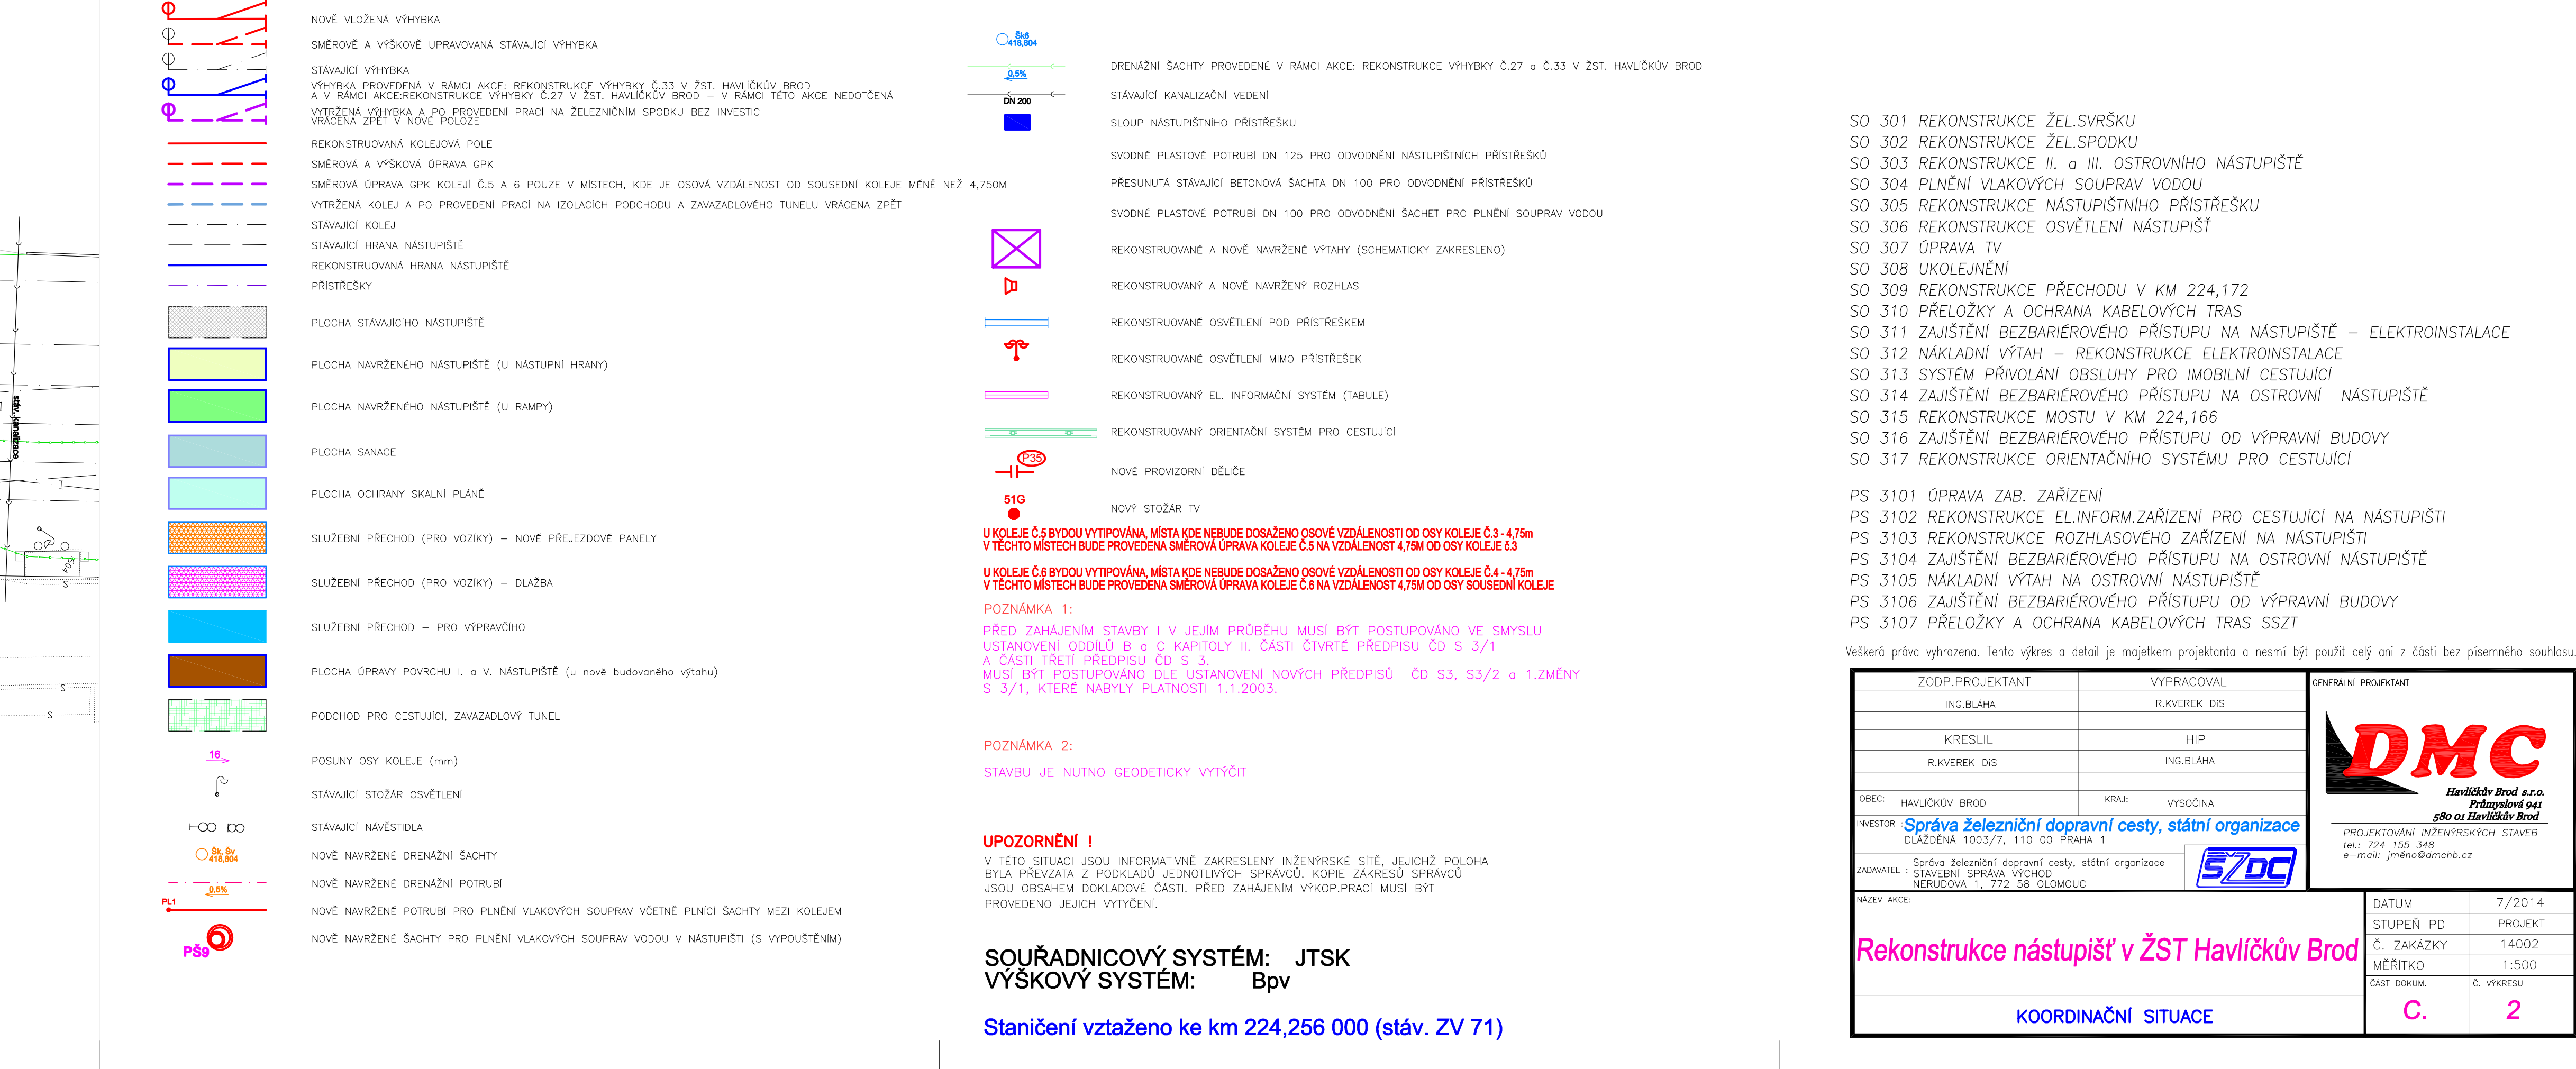 stáv. kanalizace
504
S
S
S
I
NOVĚ VLOŽENÁ VÝHYBKA
SMĚROVĚ A VÝŠKOVĚ UPRAVOVANÁ STÁVAJÍCÍ VÝHYBKA
STÁVAJÍCÍ VÝHYBKA
VÝHYBKA PROVEDENÁ V RÁMCI AKCE: REKONSTRUKCE VÝHYBKY Č.33 V ŽST. HAVLÍČKŮV BROD
A V RÁMCI AKCE:REKONSTRUKCE VÝHYBKY Č.27 V ŽST. HAVLÍČKŮV BROD – V RÁMCI TÉTO AKCE NEDOTČENÁ
VYTRŽENÁ VÝHYBKA A PO PROVEDENÍ PRACÍ NA ŽELEZNIČNÍM SPODKU BEZ INVESTIC
VRÁCENA ZPĚT V NOVÉ POLOZE
REKONSTRUOVANÁ KOLEJOVÁ POLE
SMĚROVÁ A VÝŠKOVÁ ÚPRAVA GPK
SMĚROVÁ ÚPRAVA GPK KOLEJÍ Č.5 A 6 POUZE V MÍSTECH, KDE JE OSOVÁ VZDÁLENOST OD SOUSEDNÍ KOLEJE MÉNĚ NEŽ 4,750M
VYTRŽENÁ KOLEJ A PO PROVEDENÍ PRACÍ NA IZOLACÍCH PODCHODU A ZAVAZADLOVÉHO TUNELU VRÁCENA ZPĚT
STÁVAJÍCÍ KOLEJ
STÁVAJÍCÍ HRANA NÁSTUPIŠTĚ
REKONSTRUOVANÁ HRANA NÁSTUPIŠTĚ
PŘÍSTŘEŠKY
PLOCHA STÁVAJÍCÍHO NÁSTUPIŠTĚ
PLOCHA NAVRŽENÉHO NÁSTUPIŠTĚ (U NÁSTUPNÍ HRANY)
PLOCHA NAVRŽENÉHO NÁSTUPIŠTĚ (U RAMPY)
PLOCHA SANACE
PLOCHA OCHRANY SKALNÍ PLÁNĚ
SLUŽEBNÍ PŘECHOD (PRO VOZÍKY) – NOVÉ PŘEJEZDOVÉ PANELY
SLUŽEBNÍ PŘECHOD (PRO VOZÍKY) – DLAŽBA
SLUŽEBNÍ PŘECHOD – PRO VÝPRAVČÍHO
PLOCHA ÚPRAVY POVRCHU I. a V. NÁSTUPIŠTĚ (u nově budovaného výtahu)
PODCHOD PRO CESTUJÍCÍ, ZAVAZADLOVÝ TUNEL
16
POSUNY OSY KOLEJE (mm)
STÁVAJÍCÍ STOŽÁR OSVĚTLENÍ
STÁVAJÍCÍ NÁVĚSTIDLA
Šk, Šv
418,804
NOVĚ NAVRŽENÉ DRENÁŽNÍ ŠACHTY
0,5%
NOVĚ NAVRŽENÉ DRENÁŽNÍ POTRUBÍ
PL1
NOVĚ NAVRŽENÉ POTRUBÍ PRO PLNĚNÍ VLAKOVÝCH SOUPRAV VČETNĚ PLNÍCÍ ŠACHTY MEZI KOLEJEMI
PŠ9
NOVĚ NAVRŽENÉ ŠACHTY PRO PLNĚNÍ VLAKOVÝCH SOUPRAV VODOU V NÁSTUPIŠTI (S VYPOUŠTĚNÍM)
Šk6
418,804
0,5%
DRENÁŽNÍ ŠACHTY PROVEDENÉ V RÁMCI AKCE: REKONSTRUKCE VÝHYBKY Č.27 a Č.33 V ŽST. HAVLÍČKŮV BROD
DN 200
STÁVAJÍCÍ KANALIZAČNÍ VEDENÍ
SLOUP NÁSTUPIŠTNÍHO PŘÍSTŘEŠKU
SVODNÉ PLASTOVÉ POTRUBÍ DN 125 PRO ODVODNĚNÍ NÁSTUPIŠTNÍCH PŘÍSTŘEŠKŮ
PŘESUNUTÁ STÁVAJÍCÍ BETONOVÁ ŠACHTA DN 100 PRO ODVODNĚNÍ PŘÍSTŘEŠKŮ
SVODNÉ PLASTOVÉ POTRUBÍ DN 100 PRO ODVODNĚNÍ ŠACHET PRO PLNĚNÍ SOUPRAV VODOU
REKONSTRUOVANÉ A NOVĚ NAVRŽENÉ VÝTAHY (SCHEMATICKY ZAKRESLENO)
REKONSTRUOVANÝ A NOVĚ NAVRŽENÝ ROZHLAS
REKONSTRUOVANÉ OSVĚTLENÍ POD PŘÍSTŘEŠKEM
REKONSTRUOVANÉ OSVĚTLENÍ MIMO PŘÍSTŘEŠEK
REKONSTRUOVANÝ EL. INFORMAČNÍ SYSTÉM (TABULE)
REKONSTRUOVANÝ ORIENTAČNÍ SYSTÉM PRO CESTUJÍCÍ
P35
NOVÉ PROVIZORNÍ DĚLIČE
51G
NOVÝ STOŽÁR TV
U KOLEJE Č.5 BYDOU VYTIPOVÁNA, MÍSTA KDE NEBUDE DOSAŽENO OSOVÉ VZDÁLENOSTI OD OSY KOLEJE Č.3 - 4,75m
V TĚCHTO MÍSTECH BUDE PROVEDENA SMĚROVÁ ÚPRAVA KOLEJE Č.5 NA VZDÁLENOST 4,75M OD OSY KOLEJE č.3
U KOLEJE Č.6 BYDOU VYTIPOVÁNA, MÍSTA KDE NEBUDE DOSAŽENO OSOVÉ VZDÁLENOSTI OD OSY KOLEJE Č.4 - 4,75m
V TĚCHTO MÍSTECH BUDE PROVEDENA SMĚROVÁ ÚPRAVA KOLEJE Č.6 NA VZDÁLENOST 4,75M OD OSY SOUSEDNÍ KOLEJE
POZNÁMKA 1:
PŘED ZAHÁJENÍM STAVBY I V JEJÍM PRŮBĚHU MUSÍ BÝT POSTUPOVÁNO VE SMYSLU
USTANOVENÍ ODDÍLŮ B a C KAPITOLY II. ČÁSTI ČTVRTÉ PŘEDPISU ČD S 3/1
A ČÁSTI TŘETÍ PŘEDPISU ČD S 3.
MUSÍ BÝT POSTUPOVÁNO DLE USTANOVENÍ NOVÝCH PŘEDPISŮ ČD S3, S3/2 a 1.ZMĚNY
S 3/1, KTERÉ NABYLY PLATNOSTI 1.1.2003.
POZNÁMKA 2:
STAVBU JE NUTNO GEODETICKY VYTÝČIT
UPOZORNĚNÍ !
V TÉTO SITUACI JSOU INFORMATIVNĚ ZAKRESLENY INŽENÝRSKÉ SÍTĚ, JEJICHŽ POLOHA
BYLA PŘEVZATA Z PODKLADŮ JEDNOTLIVÝCH SPRÁVCŮ. KOPIE ZÁKRESŮ SPRÁVCŮ
JSOU OBSAHEM DOKLADOVÉ ČÁSTI. PŘED ZAHÁJENÍM VÝKOP.PRACÍ MUSÍ BÝT
PROVEDENO JEJICH VYTYČENÍ.
SOUŘADNICOVÝ SYSTÉM: JTSK
VÝŠKOVÝ SYSTÉM: Bpv
Staničení vztaženo ke km 224,256 000 (stáv. ZV 71)
SO 301 REKONSTRUKCE ŽEL.SVRŠKU
SO 302 REKONSTRUKCE ŽEL.SPODKU
SO 303 REKONSTRUKCE II. a III. OSTROVNÍHO NÁSTUPIŠTĚ
SO 304 PLNĚNÍ VLAKOVÝCH SOUPRAV VODOU
SO 305 REKONSTRUKCE NÁSTUPIŠTNÍHO PŘÍSTŘEŠKU
SO 306 REKONSTRUKCE OSVĚTLENÍ NÁSTUPIŠŤ
SO 307 ÚPRAVA TV
SO 308 UKOLEJNĚNÍ
SO 309 REKONSTRUKCE PŘECHODU V KM 224,172
SO 310 PŘELOŽKY A OCHRANA KABELOVÝCH TRAS
SO 311 ZAJIŠTĚNÍ BEZBARIÉROVÉHO PŘÍSTUPU NA NÁSTUPIŠTĚ – ELEKTROINSTALACE
SO 312 NÁKLADNÍ VÝTAH – REKONSTRUKCE ELEKTROINSTALACE
SO 313 SYSTÉM PŘIVOLÁNÍ OBSLUHY PRO IMOBILNÍ CESTUJÍCÍ
SO 314 ZAJIŠTĚNÍ BEZBARIÉROVÉHO PŘÍSTUPU NA OSTROVNÍ NÁSTUPIŠTĚ
SO 315 REKONSTRUKCE MOSTU V KM 224,166
SO 316 ZAJIŠTĚNÍ BEZBARIÉROVÉHO PŘÍSTUPU OD VÝPRAVNÍ BUDOVY
SO 317 REKONSTRUKCE ORIENTAČNÍHO SYSTÉMU PRO CESTUJÍCÍ
PS 3101 ÚPRAVA ZAB. ZAŘÍZENÍ
PS 3102 REKONSTRUKCE EL.INFORM.ZAŘÍZENÍ PRO CESTUJÍCÍ NA NÁSTUPIŠTI
PS 3103 REKONSTRUKCE ROZHLASOVÉHO ZAŘÍZENÍ NA NÁSTUPIŠTI
PS 3104 ZAJIŠTĚNÍ BEZBARIÉROVÉHO PŘÍSTUPU NA OSTROVNÍ NÁSTUPIŠTĚ
PS 3105 NÁKLADNÍ VÝTAH NA OSTROVNÍ NÁSTUPIŠTĚ
PS 3106 ZAJIŠTĚNÍ BEZBARIÉROVÉHO PŘÍSTUPU OD VÝPRAVNÍ BUDOVY
PS 3107 PŘELOŽKY A OCHRANA KABELOVÝCH TRAS SSZT
Veškerá práva vyhrazena. Tento výkres a detail je majetkem projektanta a nesmí být použit celý ani z části bez písemného souhlasu.
ZODP.PROJEKTANT VYPRACOVAL
ING.BLÁHA R.KVEREK DiS
KRESLIL HIP
R.KVEREK DiS ING.BLÁHA
OBEC: HAVLÍČKŮV BROD KRAJ: VYSOČINA
INVESTOR : Správa železniční dopravní cesty, státní organizace
DLÁŽDĚNÁ 1003/7, 110 00 PRAHA 1
ZADAVATEL : Správa železniční dopravní cesty, státní organizace
STAVEBNÍ SPRÁVA VÝCHOD
NERUDOVA 1, 772 58 OLOMOUC
SŽDC
GENERÁLNÍ PROJEKTANT
DMC
Havlíčkův Brod s.r.o.
Průmyslová 941
580 01 Havlíčkův Brod
PROJEKTOVÁNÍ INŽENÝRSKÝCH STAVEB
tel.: 724 155 348
e-mail: jméno@dmchb.cz
NÁZEV AKCE:
Rekonstrukce nástupišť v ŽST Havlíčkův Brod
KOORDINAČNÍ SITUACE
DATUM 7/2014
STUPEŇ PD PROJEKT
Č. ZAKÁZKY 14002
MĚŘÍTKO 1:500
ČÁST DOKUM. Č. VÝKRESU
C. 2